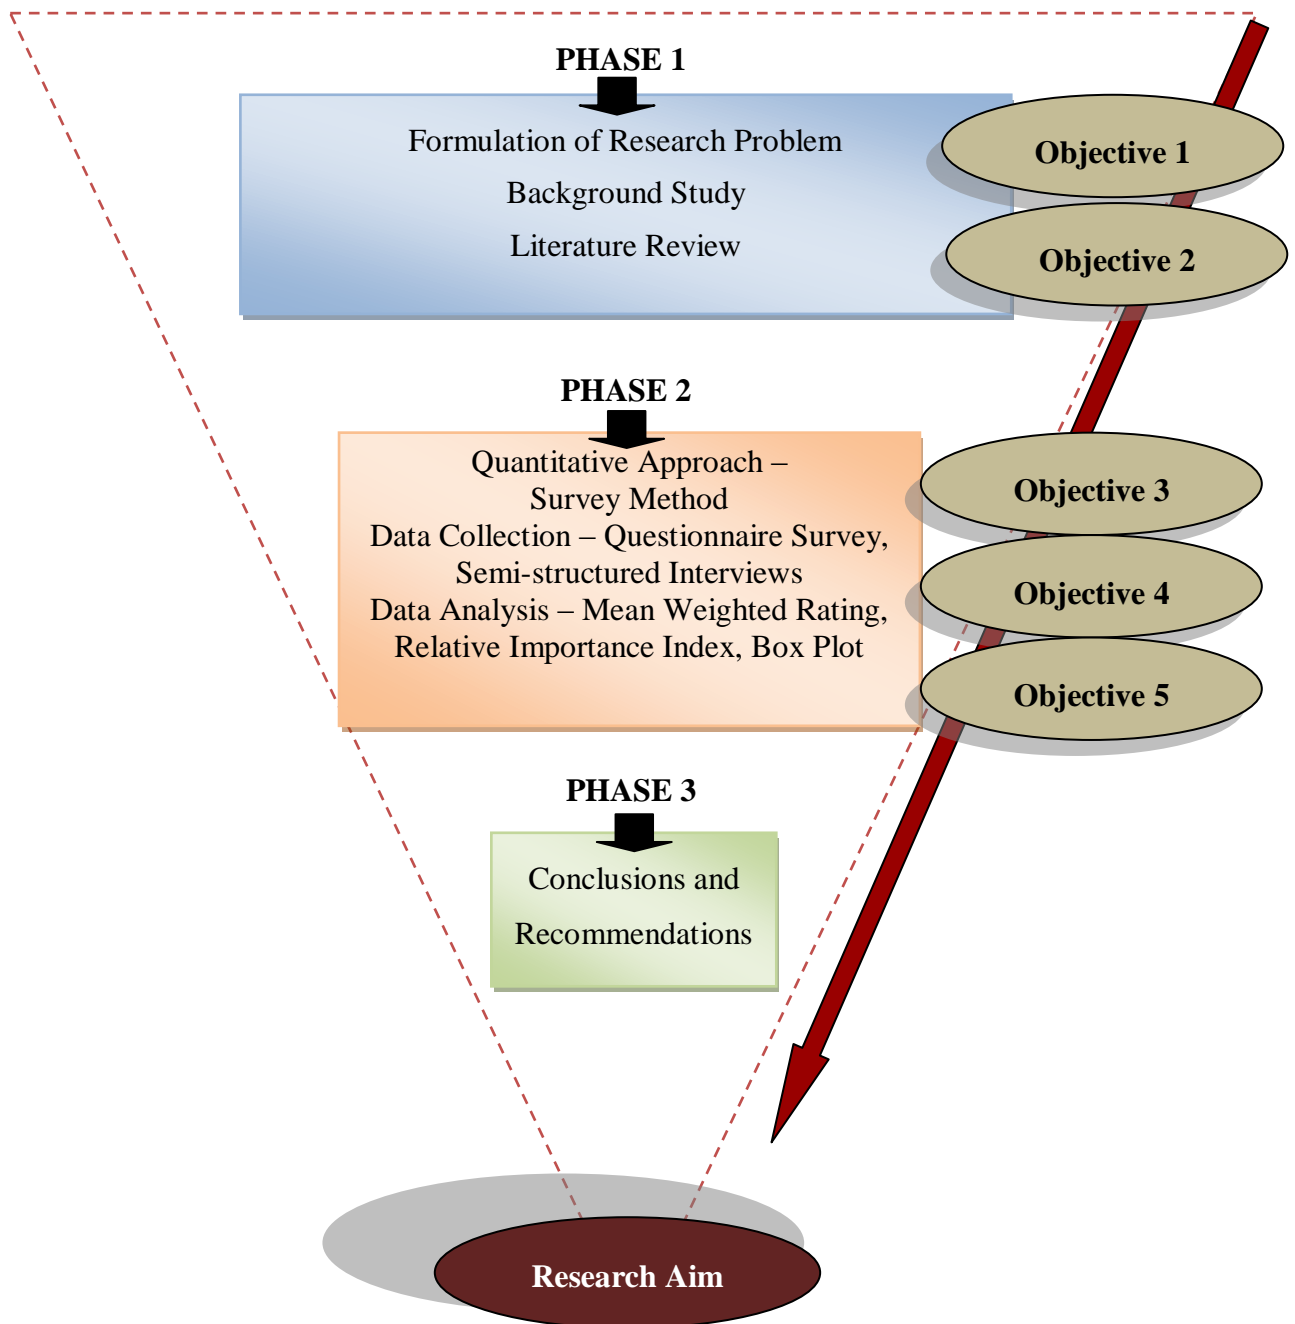 PHASE 1
Formulation of Research Problem
Background Study
Literature Review
Objective 1
Objective 2
PHASE 2
Quantitative Approach –
Survey Method
Data Collection – Questionnaire Survey,
Semi-structured Interviews
Data Analysis – Mean Weighted Rating,
Relative Importance Index, Box Plot
Objective 3
Objective 4
Objective 5
PHASE 3
Conclusions and
Recommendations
Research Aim